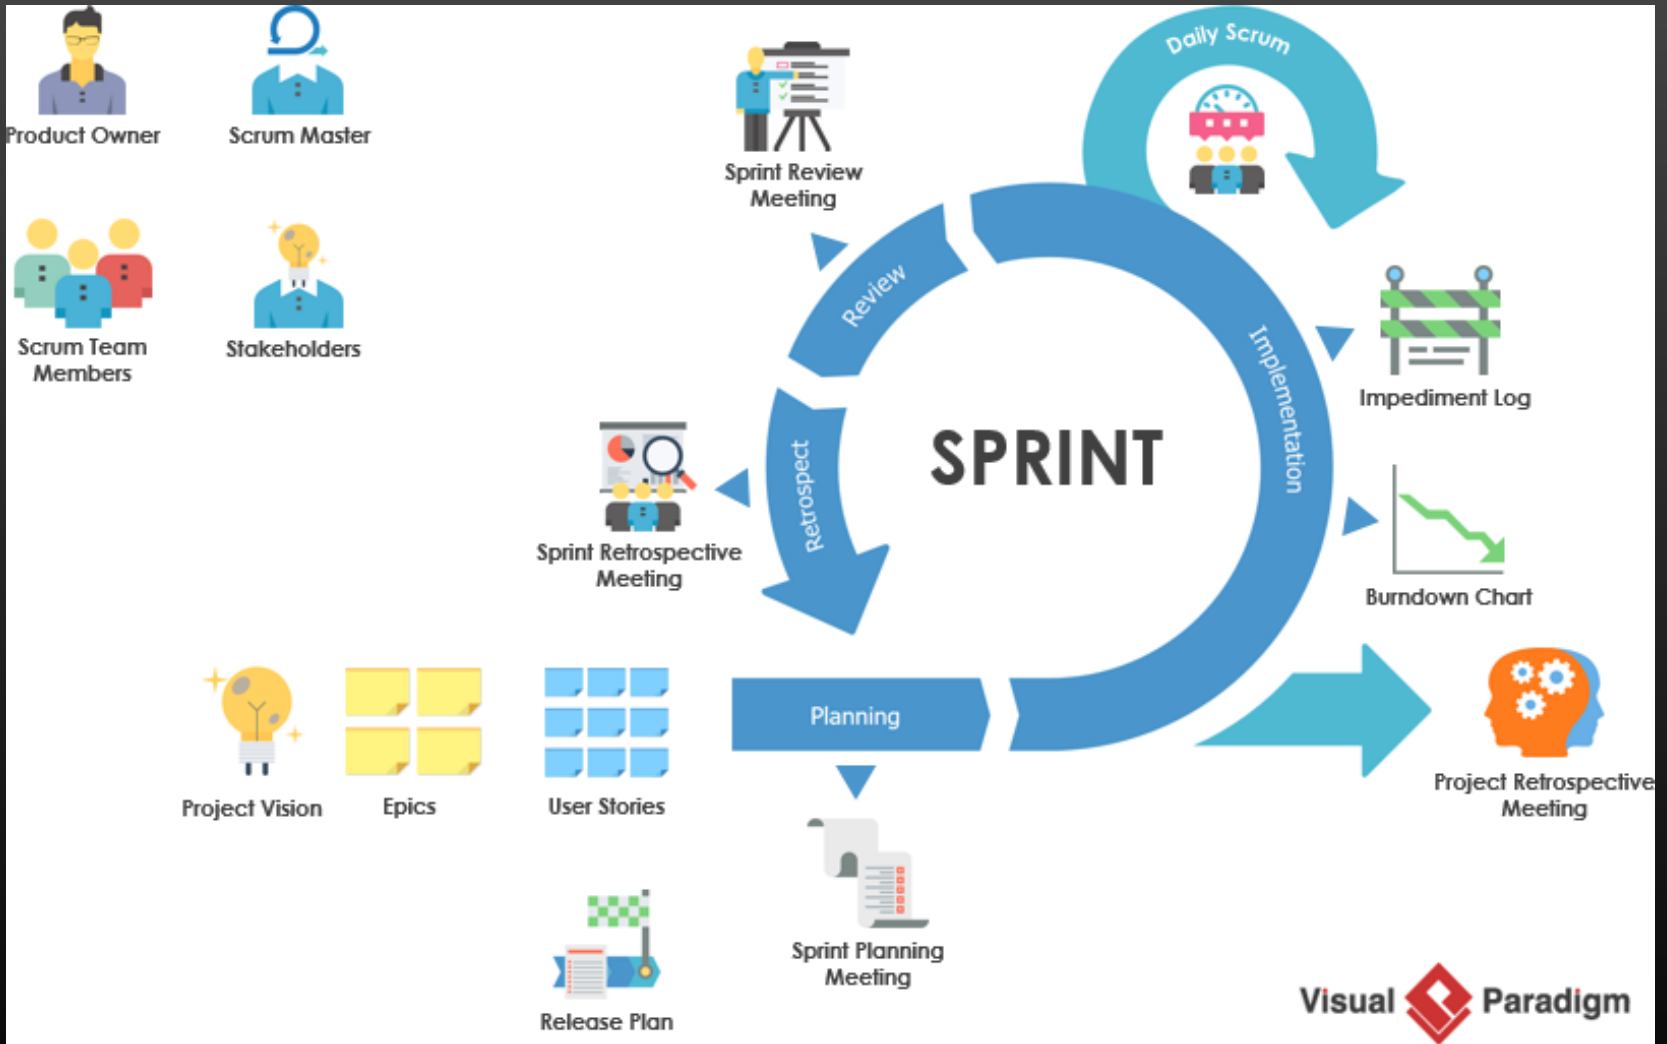 Product Owner
Scrum Master
Scrum Team
Members
Stakeholders
Sprint Review
Meeting
Daily Scrum
Review
Implementation
Impediment Log
SPRINT
Retrospect
Sprint Retrospective
Meeting
Burndown Chart
Project Vision
Epics
User Stories
Planning
Project Retrospective
Meeting
Sprint Planning
Meeting
Release Plan
Visual Paradigm